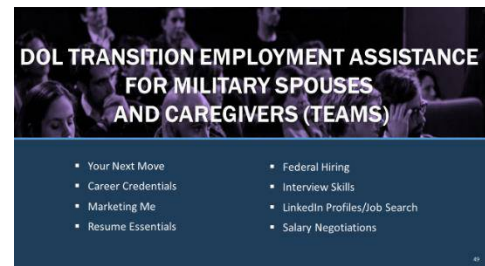 DOL TRANSITION EMPLOYMENT ASSISTANCE
FOR MILITARY SPOUSES
AND CAREGIVERS (TEAMS)
▪ Your Next Move
▪ Career Credentials
▪ Marketing Me
▪ Resume Essentials
▪ Federal Hiring
▪ Interview Skills
▪ LinkedIn Profiles/Job Search
▪ Salary Negotiations
49